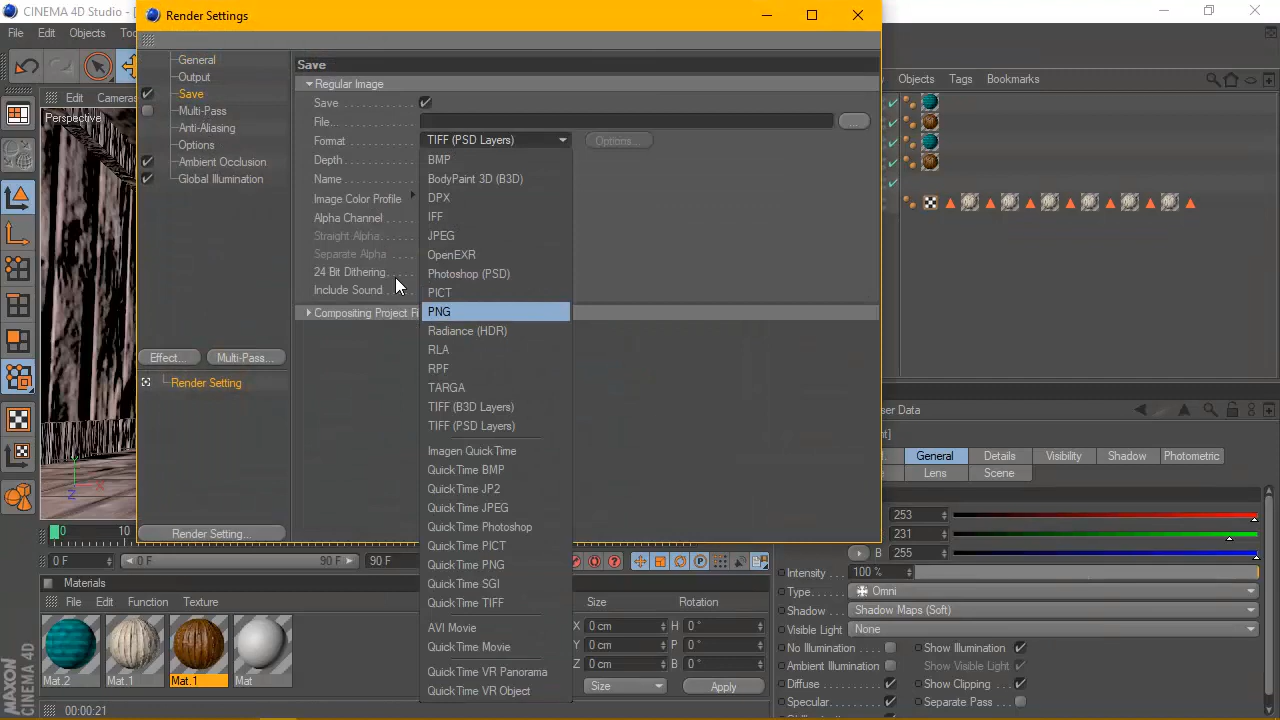 CINEMA 4D Studio - [
Render Settings
File
Edit
Objects
To
General
Output
Save
Multi-Pass
Anti-Aliasing
Options
Ambient Occlusion
Global Illumination
Effect...
Multi-Pass...
Render Setting
Render Setting...
Save
Regular Image
Save
File...
...
Format
TIFF (PSD Layers)
Options...
Depth
Name
Image Color Profile
Alpha Channel
Straight Alpha
Separate Alpha
24 Bit Dithering
Include Sound
Compositing Project Fi
BMP
BodyPaint 3D (B3D)
DPX
IFF
JPEG
OpenEXR
Photoshop (PSD)
PICT
PNG
Radiance (HDR)
RLA
RPF
TARGA
TIFF (B3D Layers)
TIFF (PSD Layers)
Imagen QuickTime
QuickTime BMP
QuickTime JP2
QuickTime JPEG
QuickTime Photoshop
QuickTime PICT
QuickTime PNG
QuickTime SGI
QuickTime TIFF
AVI Movie
QuickTime Movie
QuickTime VR Panorama
QuickTime VR Object
Edit
Cameras
Perspective
Y
X
Z
0
10
0 F
0 F
90 F
90 F
Materials
File
Edit
Function
Texture
Mat.2
Mat.1
Mat.1
Mat
00:00:21
MAXON
CINEMA 4D
Size
Rotation
X
0 cm
H
0 °
Y
0 cm
P
0 °
Z
0 cm
B
0 °
Size
Apply
Objects
Tags
Bookmarks
ser Data
nt]
General
Details
Visibility
Shadow
Photometric
Lens
Scene
253
231
B
255
Intensity
100 %
Type
Omni
Shadow
Shadow Maps (Soft)
Visible Light
None
No Illumination
Show Illumination
Ambient Illumination
Show Visible Light
Diffuse
Show Clipping
Specular
Separate Pass